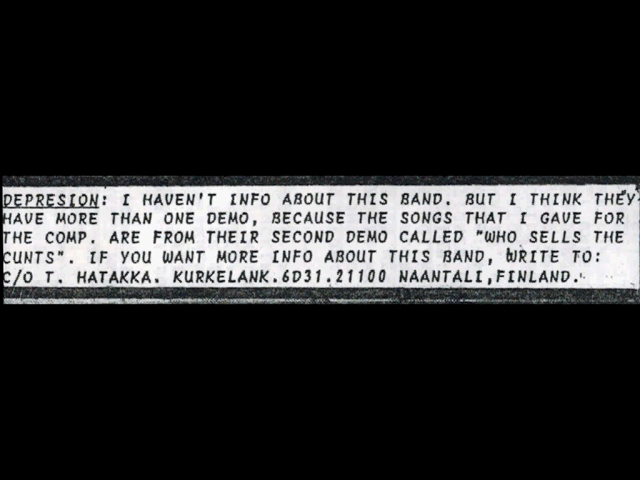 DEPRESION: I HAVEN'T INFO ABOUT THIS BAND. BUT I THINK THEY
HAVE MORE THAN ONE DEMO, BECAUSE THE SONGS THAT I GAVE FOR
THE COMP. ARE FROM THEIR SECOND DEMO CALLED "WHO SELLS THE
CUNTS". IF YOU WANT MORE INFO ABOUT THIS BAND, WRITE TO:
C/O T. HATAKKA. KURKELANK.6D31.21100 NAANTALI,FINLAND.